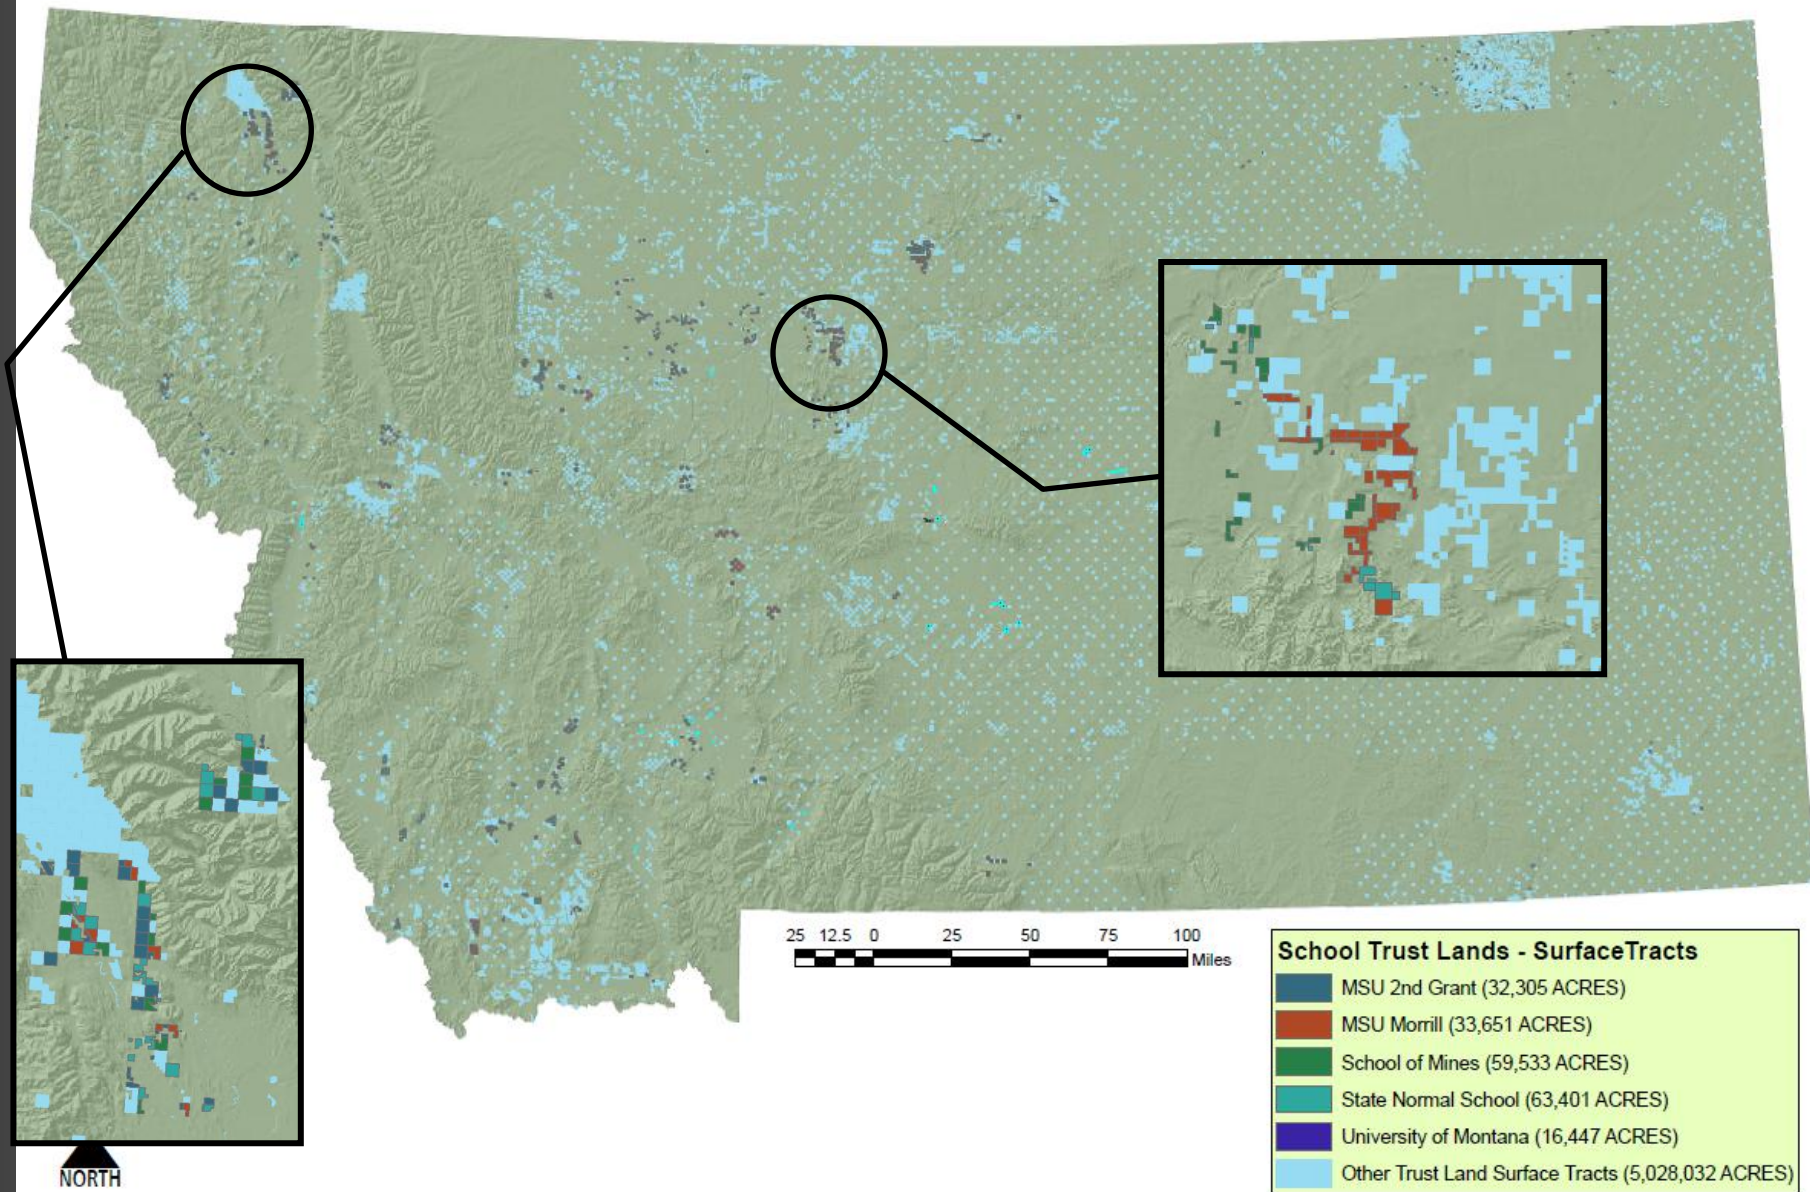 25 12.5 0 25 50 75 100
Miles
School Trust Lands - SurfaceTracts
MSU 2nd Grant (32,305 ACRES)
MSU Morrill (33,651 ACRES)
School of Mines (59,533 ACRES)
State Normal School (63,401 ACRES)
University of Montana (16,447 ACRES)
Other Trust Land Surface Tracts (5,028,032 ACRES)
NORTH